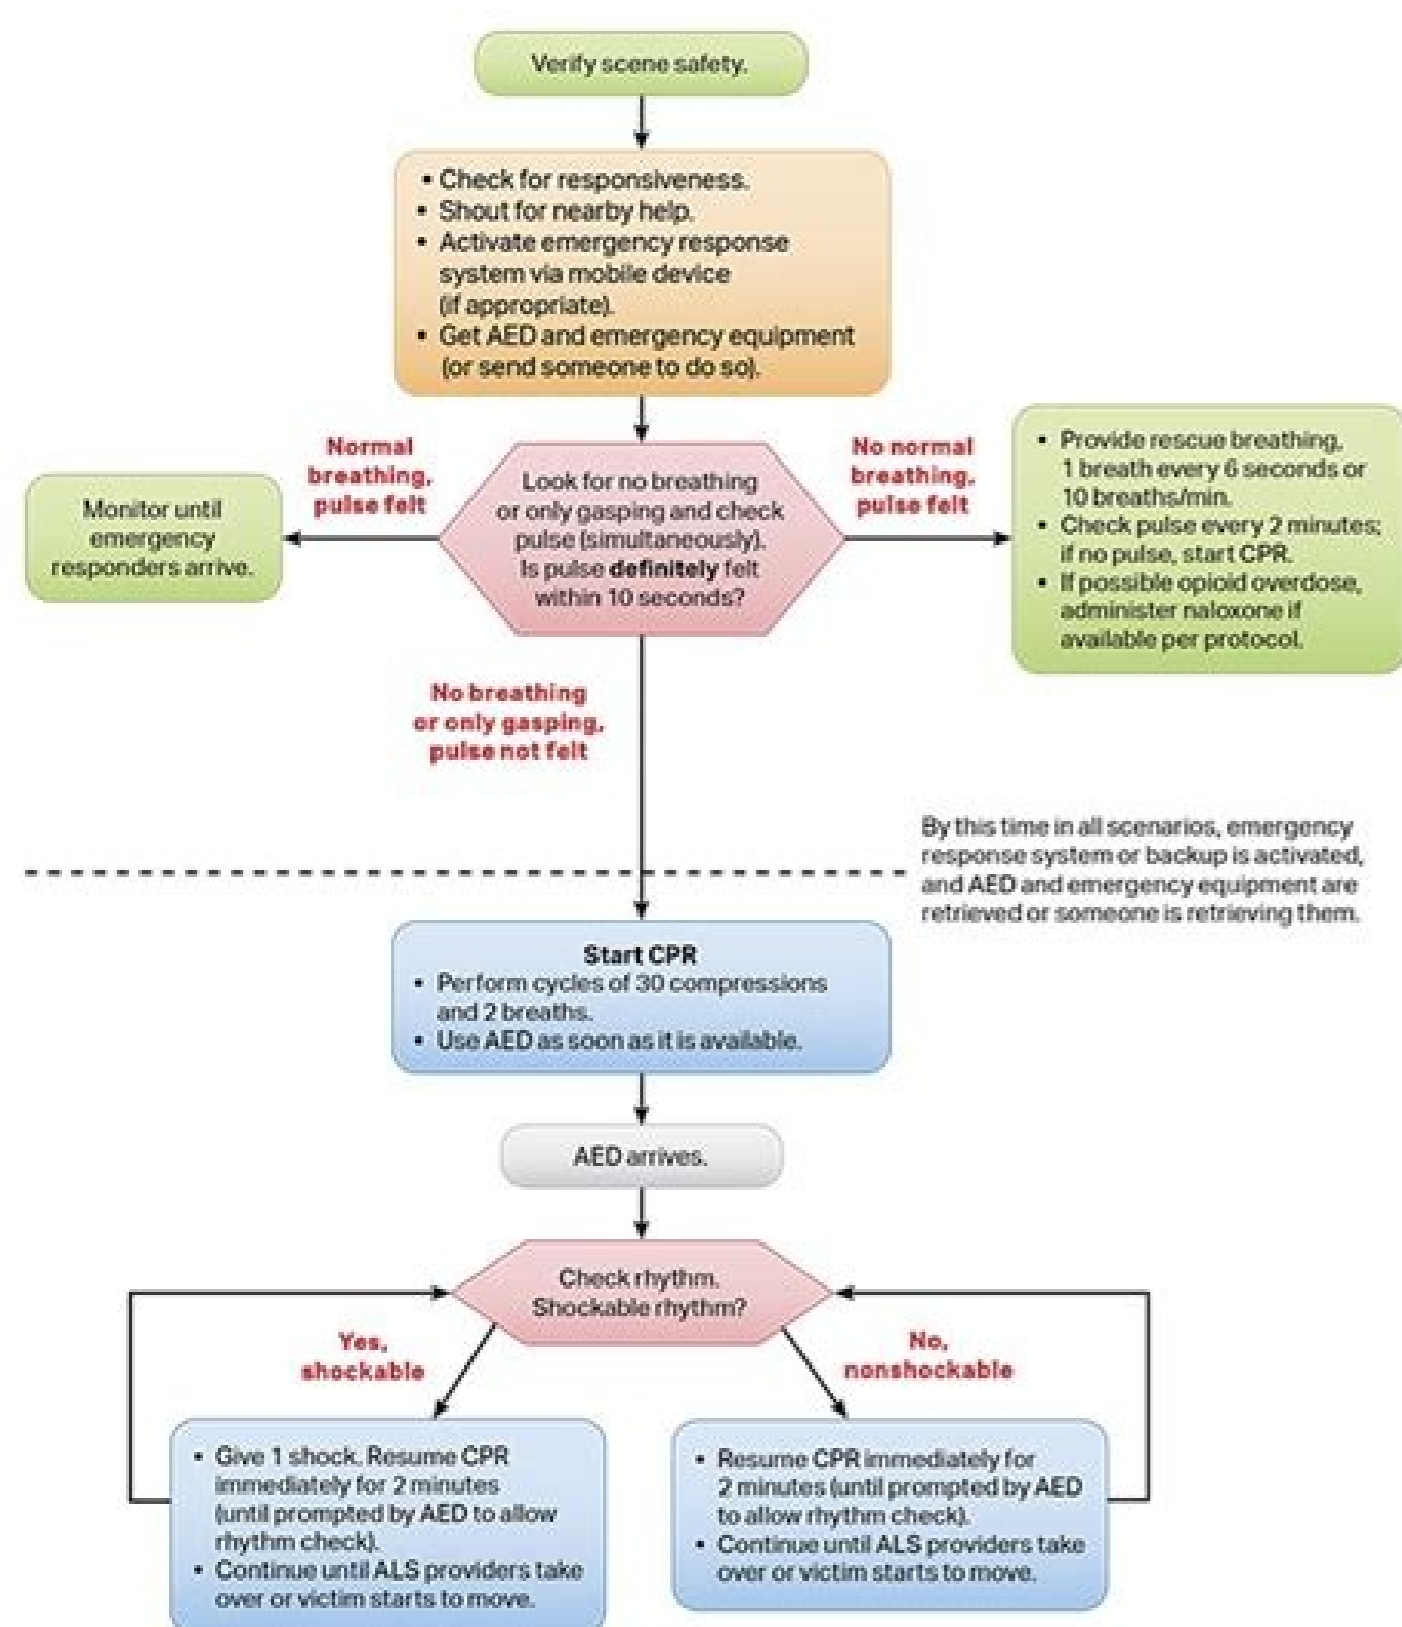 Verify scene safety.
• Check for responsiveness.
• Shout for nearby help.
• Activate emergency response
system via mobile device
(if appropriate).
• Get AED and emergency equipment
(or send someone to do so).
Normal
breathing,
pulse felt
No normal
breathing,
pulse felt
Monitor until
emergency
responders arrive.
Look for no breathing
or only gasping and check
pulse (simultaneously).
Is pulse definitely felt
within 10 seconds?
• Provide rescue breathing,
1 breath every 6 seconds or
10 breaths/min.
• Check pulse every 2 minutes;
if no pulse, start CPR.
• If possible opioid overdose,
administer naloxone if
available per protocol.
No breathing
or only gasping,
pulse not felt
By this time in all scenarios, emergency
response system or backup is activated,
and AED and emergency equipment are
retrieved or someone is retrieving them.
Start CPR
• Perform cycles of 30 compressions
and 2 breaths.
• Use AED as soon as it is available.
AED arrives.
Check rhythm.
Shockable rhythm?
Yes,
shockable
No,
nonshockable
• Give 1 shock. Resume CPR
immediately for 2 minutes
(until prompted by AED to allow
rhythm check).
• Continue until ALS providers take
over or victim starts to move.
• Resume CPR immediately for
2 minutes (until prompted by AED
to allow rhythm check).
• Continue until ALS providers take
over or victim starts to move.